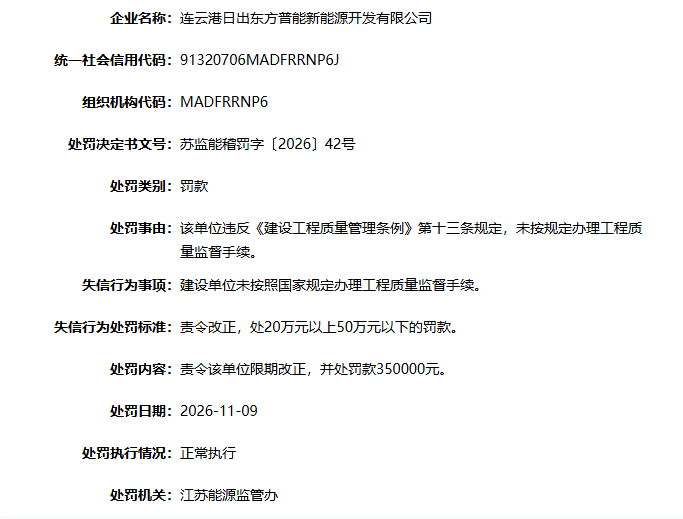 企业名称：连云港日出东方普能新能源开发有限公司
统一社会信用代码：91320706MADFRRNP6J
组织机构代码：MADFRRNP6
处罚决定书文号：苏监能稽罚字〔2026〕42号
处罚类别：罚款
处罚事由：该单位违反《建设工程质量管理条例》第十三条规定，未按规定办理工程质
量监督手续。
失信行为事项：建设单位未按照国家规定办理工程质量监督手续。
失信行为处罚标准：责令改正，处20万元以上50万元以下的罚款。
处罚内容：责令该单位限期改正，并处罚款350000元。
处罚日期：2026-11-09
处罚执行情况：正常执行
处罚机关：江苏能源监管办